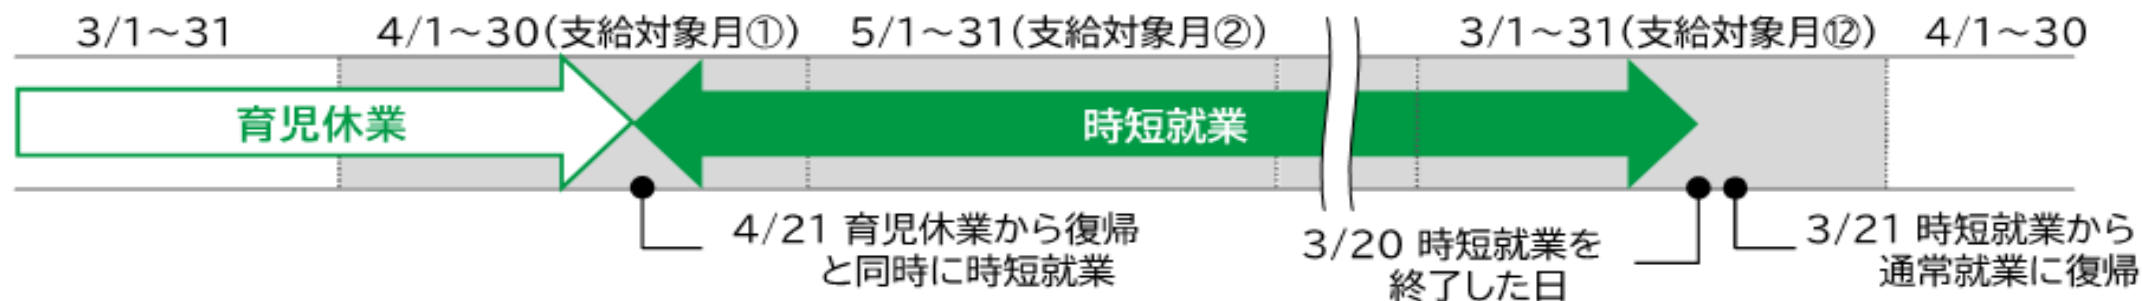 3/1～31
4/1～30(支給対象月①)
5/1～31(支給対象月②)
3/1～31(支給対象月⑫)
4/1～30
育児休業
時短就業
4/21 育児休業から復帰
と同時に時短就業
3/20 時短就業を
終了した日
3/21 時短就業から
通常就業に復帰